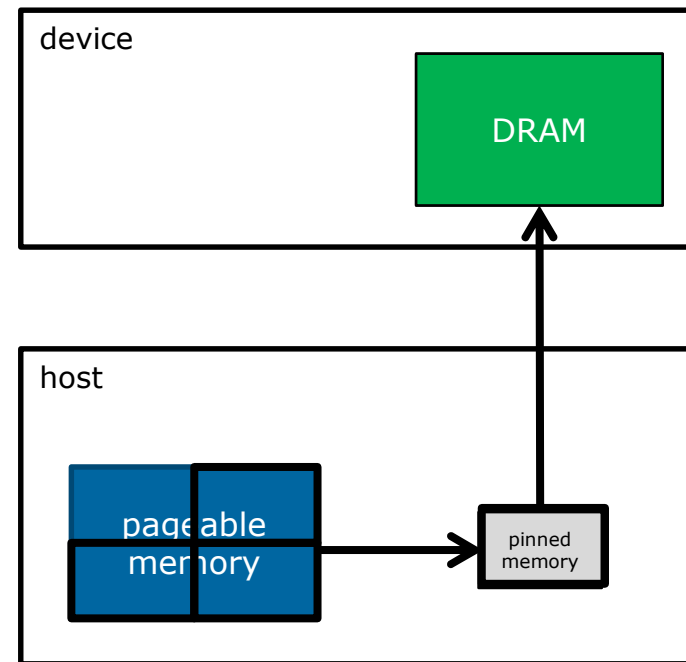 device
DRAM
host
pageable
memory
pinned
memory